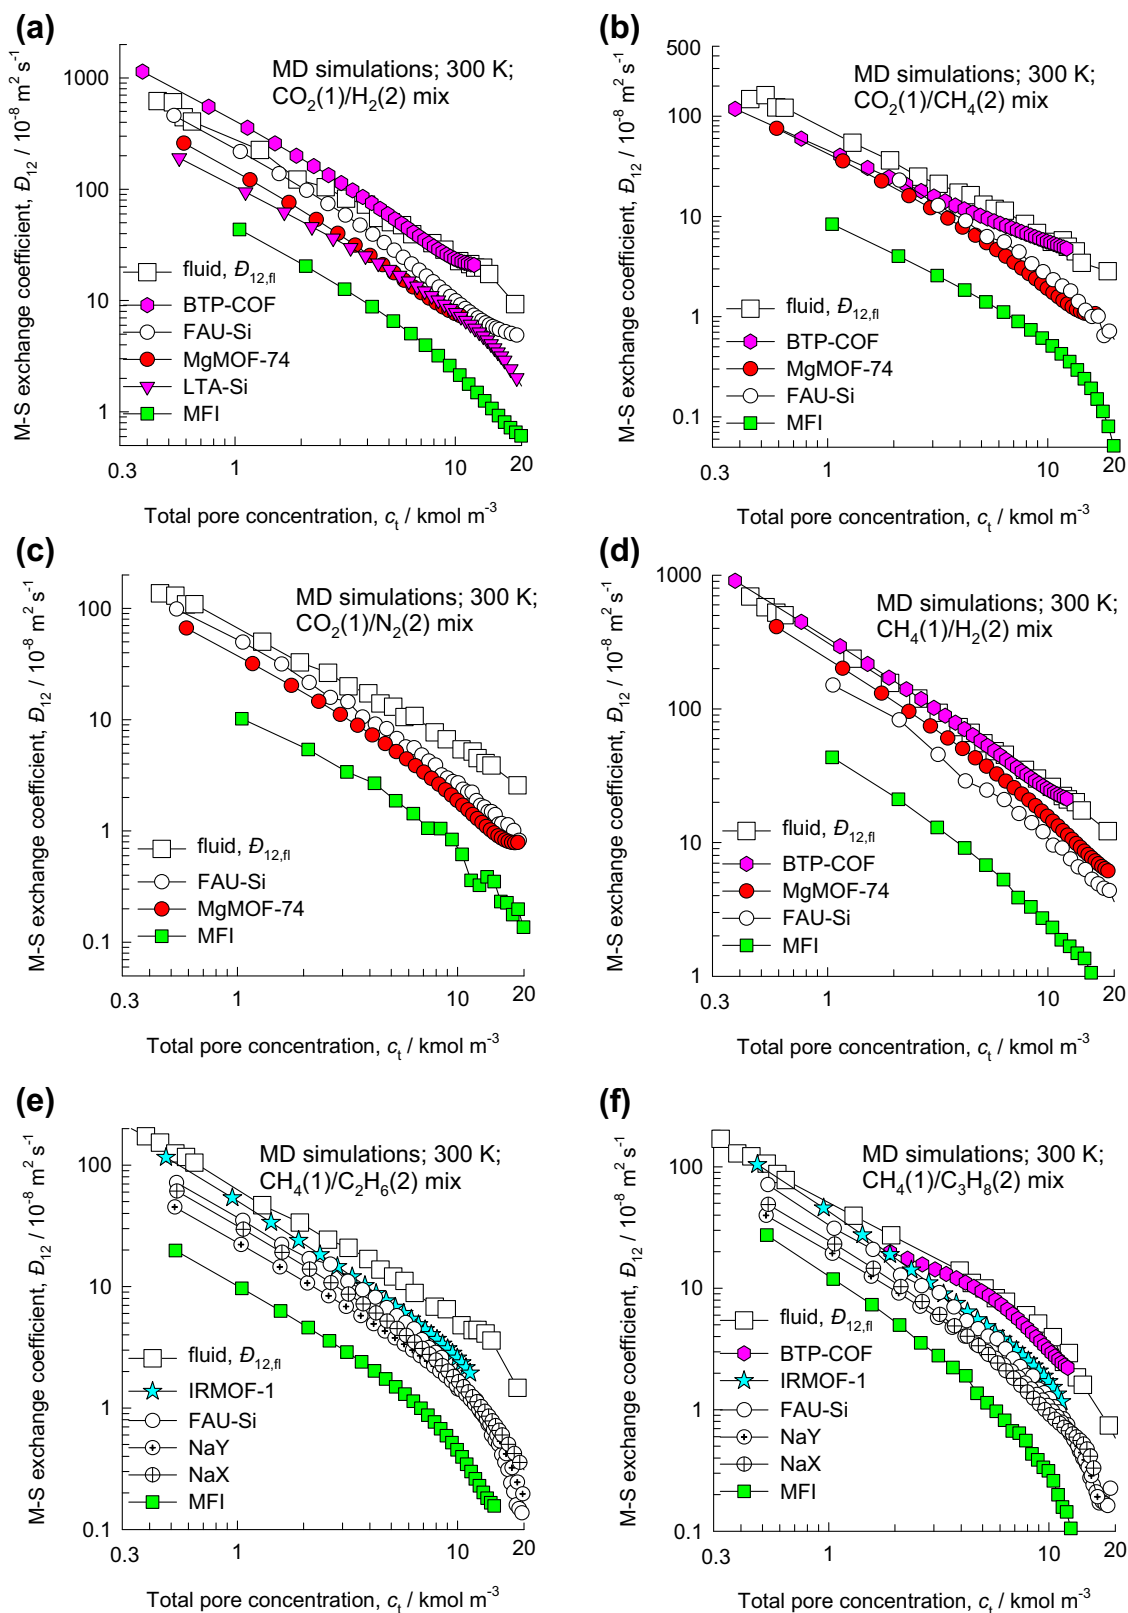 (a)
M-S exchange coefficient, Đ12 / 10-8 m2 s-1
1000
100
10
1
MD simulations; 300 K;
CO2(1)/H2(2) mix
fluid, Đ12,fl
BTP-COF
FAU-Si
MgMOF-74
LTA-Si
MFI
0.3
1
10
20
Total pore concentration, ct / kmol m-3
(b)
M-S exchange coefficient, Đ12 / 10-8 m2 s-1
500
100
10
1
0.1
MD simulations; 300 K;
CO2(1)/CH4(2) mix
fluid, Đ12,fl
BTP-COF
MgMOF-74
FAU-Si
MFI
0.3
1
10
20
Total pore concentration, ct / kmol m-3
(c)
M-S exchange coefficient, Đ12 / 10-8 m2 s-1
100
10
1
0.1
MD simulations; 300 K;
CO2(1)/N2(2) mix
fluid, Đ12,fl
FAU-Si
MgMOF-74
MFI
0.3
1
10
20
Total pore concentration, ct / kmol m-3
(d)
M-S exchange coefficient, Đ12 / 10-8 m2 s-1
1000
100
10
1
MD simulations; 300 K;
CH4(1)/H2(2) mix
fluid, Đ12,fl
BTP-COF
MgMOF-74
FAU-Si
MFI
0.3
1
10
20
Total pore concentration, ct / kmol m-3
(e)
M-S exchange coefficient, Đ12 / 10-8 m2 s-1
100
10
1
0.1
MD simulations; 300 K;
CH4(1)/C2H6(2) mix
fluid, Đ12,fl
IRMOF-1
FAU-Si
NaY
NaX
MFI
0.3
1
10
20
Total pore concentration, ct / kmol m-3
(f)
M-S exchange coefficient, Đ12 / 10-8 m2 s-1
100
10
1
0.1
MD simulations; 300 K;
CH4(1)/C3H8(2) mix
fluid, Đ12,fl
BTP-COF
IRMOF-1
FAU-Si
NaY
NaX
MFI
0.3
1
10
20
Total pore concentration, ct / kmol m-3